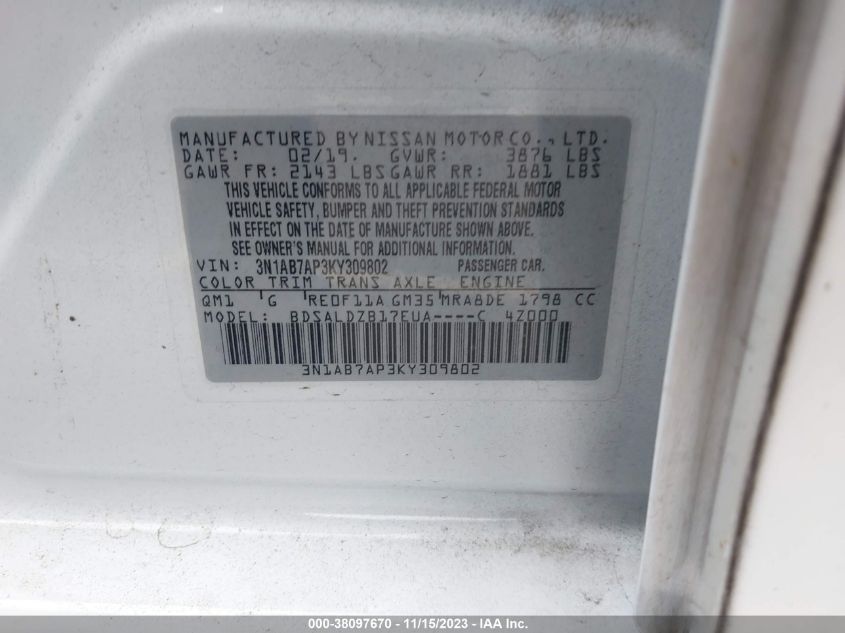 MANUFACTURED BY NISSAN MOTOR CO., LTD.
DATE: 02/19. GVWR: 3876 LBS
GAWR FR: 2143 LBS GAWR RR: 1881 LBS
THIS VEHICLE CONFORMS TO ALL APPLICABLE FEDERAL MOTOR
VEHICLE SAFETY, BUMPER AND THEFT PREVENTION STANDARDS
IN EFFECT ON THE DATE OF MANUFACTURE SHOWN ABOVE.
SEE OWNER'S MANUAL FOR ADDITIONAL INFORMATION.
VIN: 3N1AB7AP3KY309802 PASSENGER CAR.
COLOR TRIM TRANS AXLE ENGINE
QM1 G RE0F11A GM35 MRA8DE 1798 CC
MODEL: BDSALDZB17EUA----C 4Z000
3N1AB7AP3KY309802
000-38097670 - 11/15/2023 - IAA Inc.